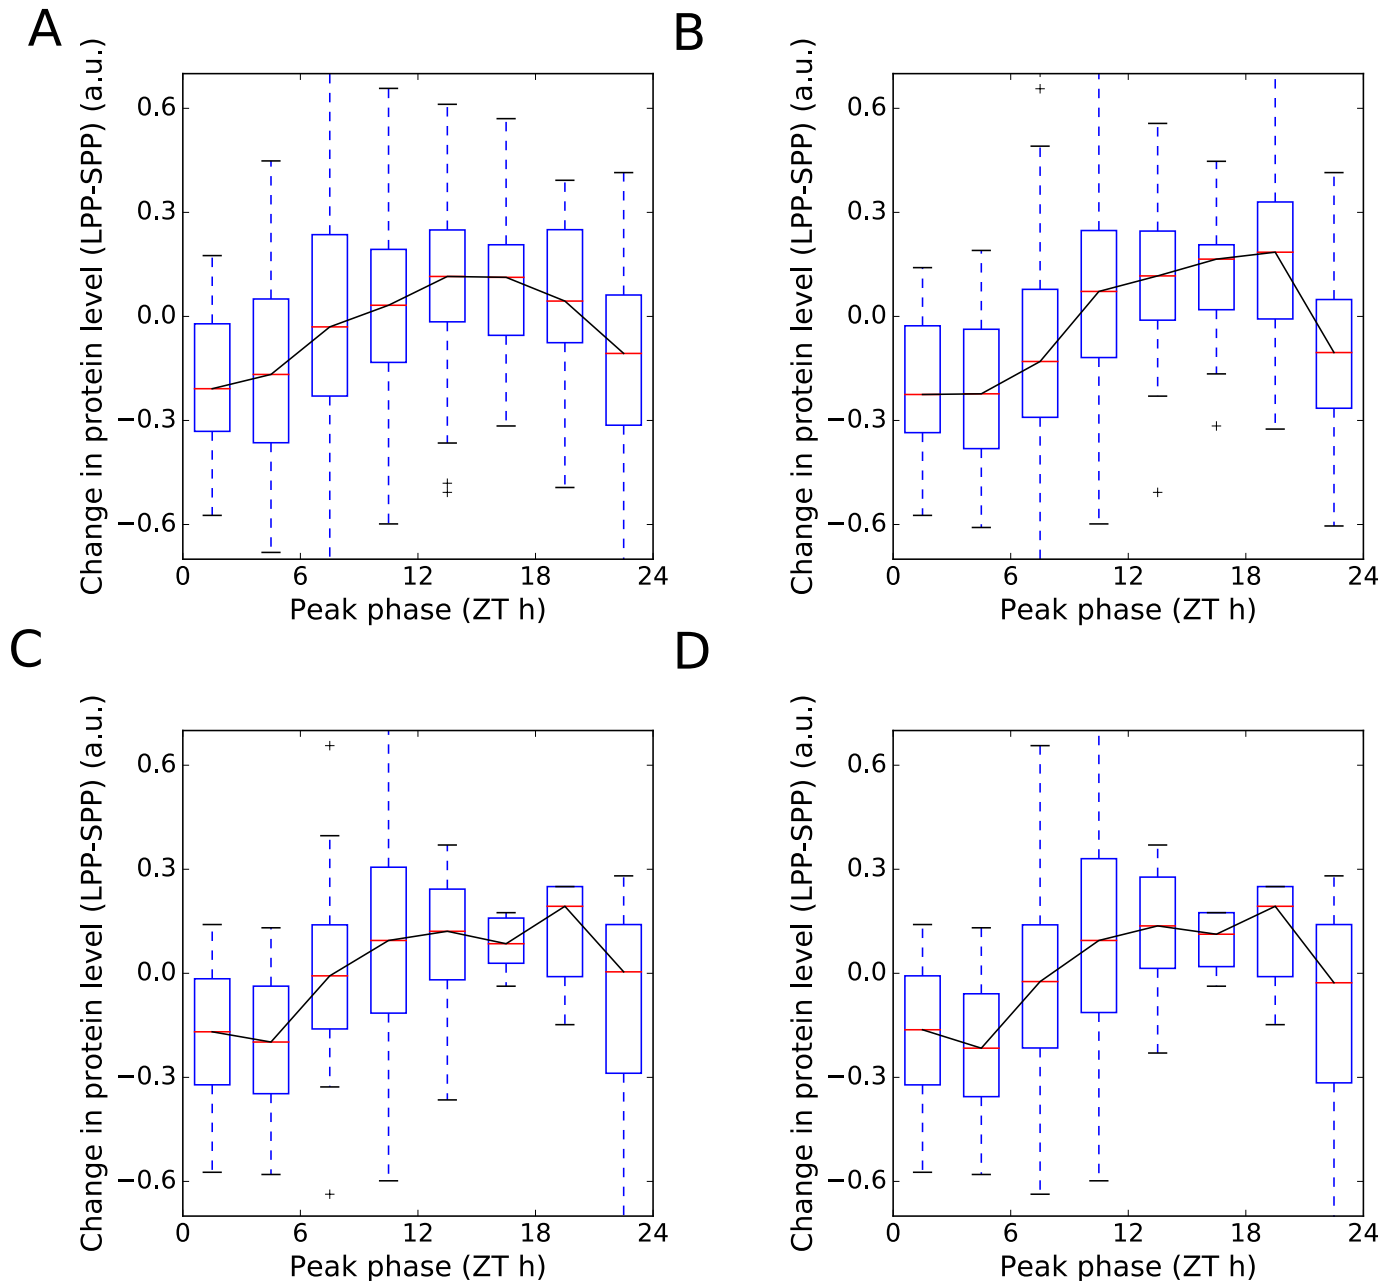 A
Change in protein level (LPP-SPP) (a.u.)
0.6
0.3
0.0
−0.3
−0.6
0 6 12 18 24
Peak phase (ZT h)
B
Change in protein level (LPP-SPP) (a.u.)
0.6
0.3
0.0
−0.3
−0.6
0 6 12 18 24
Peak phase (ZT h)
C
Change in protein level (LPP-SPP) (a.u.)
0.6
0.3
0.0
−0.3
−0.6
0 6 12 18 24
Peak phase (ZT h)
D
Change in protein level (LPP-SPP) (a.u.)
0.6
0.3
0.0
−0.3
−0.6
0 6 12 18 24
Peak phase (ZT h)